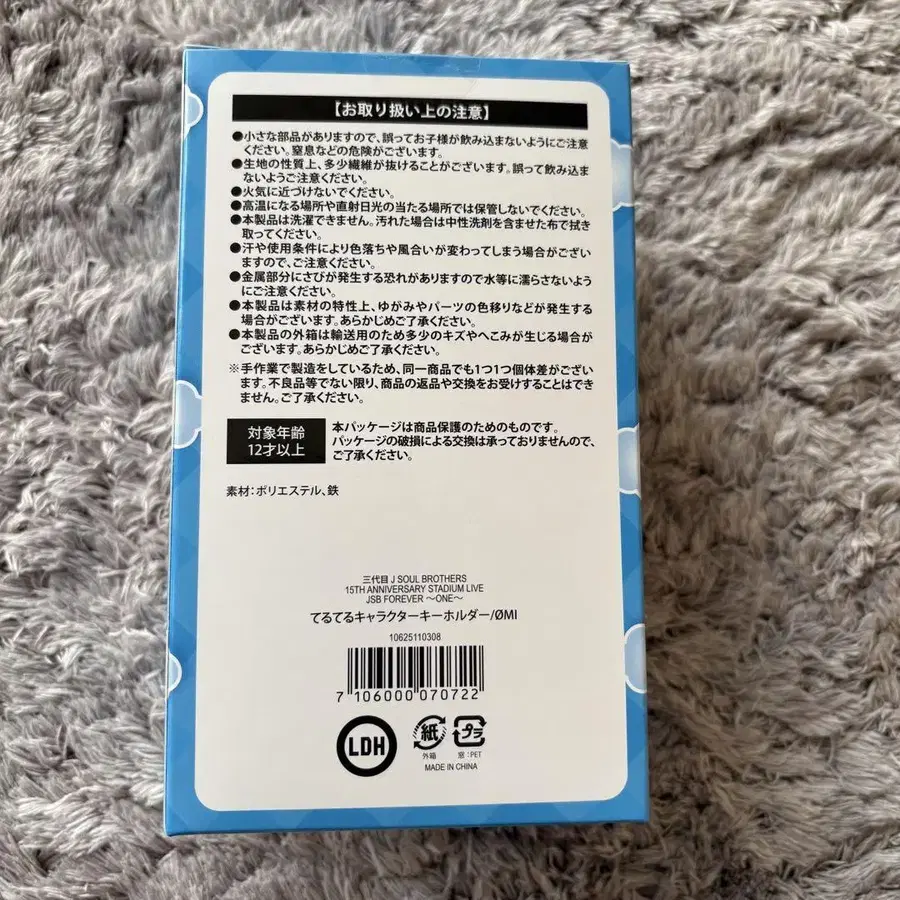 【お取り扱い上の注意】
●小さな部品がありますので、誤ってお子様が飲み込まないようにご注意
ください。窒息などの危険がございます。
●生地の性質上、多少繊維が抜けることがございます。誤って飲み込ま
ないようご注意ください。
●火気に近づけないでください。
●高温になる場所や直射日光の当たる場所では保管しないでください。
●本製品は洗濯できません。汚れた場合は中性洗剤を含ませた布で拭き
取ってください。
●汗や使用条件により色落ちや風合いが変わってしまう場合がござい
ますので、ご注意ください。
●金属部分にさびが発生する恐れがありますので水等に濡らさないよう
にご注意ください。
●本製品は素材の特性上、ゆがみやパーツの色移りなどが発生する
場合がございます。あらかじめご了承ください。
●本製品の外箱は輸送用のため多少のキズやへこみが生じる場合が
ございます。あらかじめご了承ください。
※手作業で製造をしているため、同一商品でも1つ1つ個体差がござい
ます。不良品等でない限り、商品の返品や交換をお受けすることはでき
ません。ご了承ください。
対象年齢
12才以上
本パッケージは商品保護のためのものです。
パッケージの破損による交換は承っておりませんので、
ご了承ください。
素材：ポリエステル、鉄
三代目 J SOUL BROTHERS
15TH ANNIVERSARY STADIUM LIVE
JSB FOREVER ～ONE～
てるてるキャラクターキーホルダー/ØMI
10625110308
7 106000 070722
LDH
紙
外箱
プラ
窓：PET
MADE IN CHINA